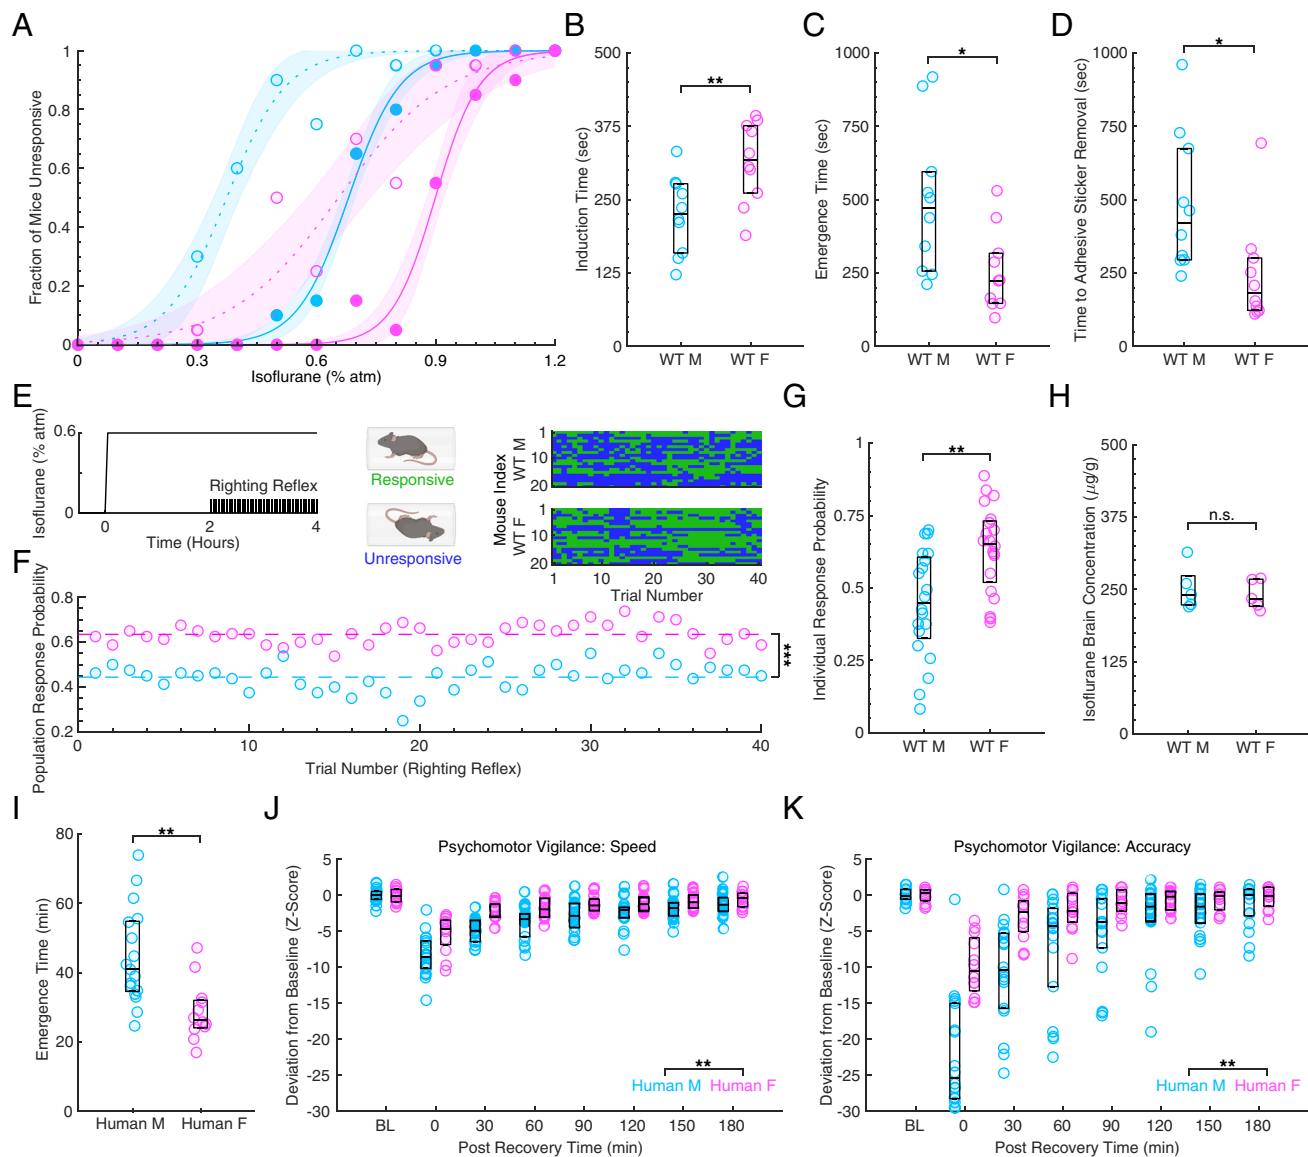 A
Fraction of Mice Unresponsive
1
0.8
0.6
0.4
0.2
0
0 0.3 0.6 0.9 1.2
Isoflurane (% atm)
B
Induction Time (sec)
500
375
250
125
0
**
WT M WT F
C
Emergence Time (sec)
1000
750
500
250
0
*
WT M WT F
D
Time to Adhesive Sticker Removal (sec)
1000
750
500
250
0
*
WT M WT F
E
Isoflurane (% atm)
0.6
0
Righting Reflex
0 2 4
Time (Hours)
Responsive
Unresponsive
Mouse Index
WT M
1
10
20
WT F
1
10
20
1 10 20 30 40
Trial Number
F
Population Response Probability
0.8
0.6
0.4
0.2
***
0 10 20 30 40
Trial Number (Righting Reflex)
G
Individual Response Probability
1
0.75
0.5
0.25
0
**
WT M WT F
H
Isoflurane Brain Concentration (μg/g)
500
375
250
125
0
n.s.
WT M WT F
I
Emergence Time (min)
80
60
40
20
0
**
Human M Human F
J
Psychomotor Vigilance: Speed
Deviation from Baseline (Z-Score)
5
0
-5
-10
-15
-20
-25
-30
**
Human M Human F
BL 0 30 60 90 120 150 180
Post Recovery Time (min)
K
Psychomotor Vigilance: Accuracy
Deviation from Baseline (Z-Score)
5
0
-5
-10
-15
-20
-25
-30
**
Human M Human F
BL 0 30 60 90 120 150 180
Post Recovery Time (min)